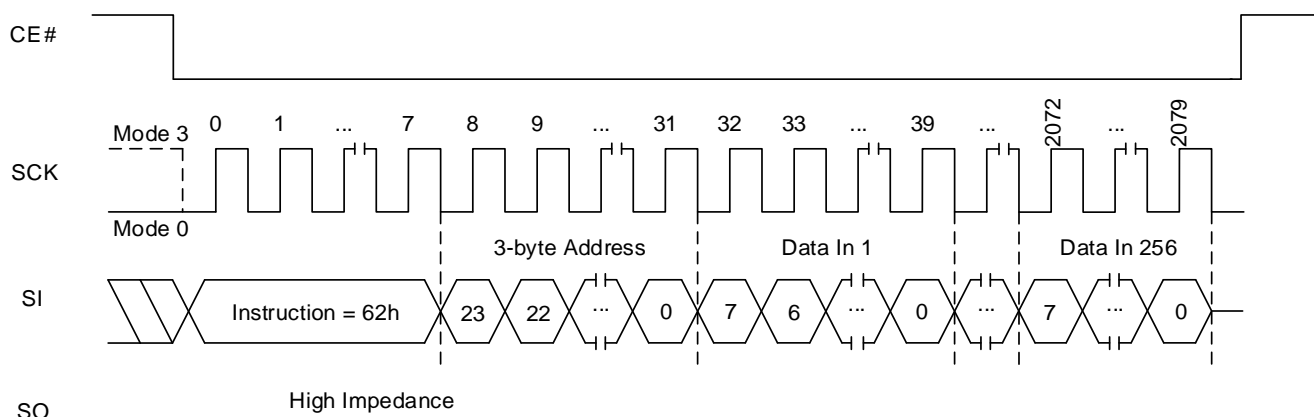 CE#
Mode 3 0 1 ... 7 8 9 ... 31 32 33 ... 39 ... 2072 ... 2079
SCK
Mode 0
3-byte Address Data In 1 Data In 256
SI Instruction = 62h 23 22 ... 0 7 6 ... 0 ... 7 ... 0
High Impedance
SO